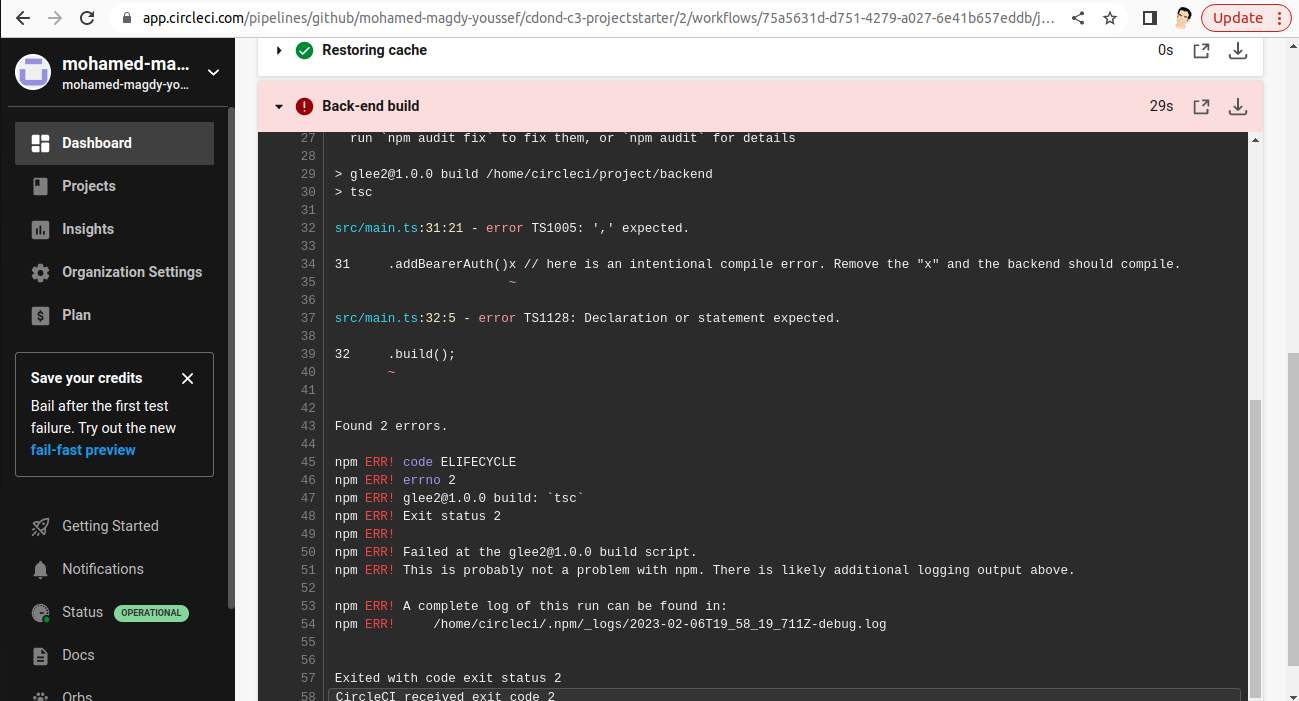 app.circleci.com/pipelines/github/mohamed-magdy-youssef/cdond-c3-projectstarter/2/workflows/75a5631d-d751-4279-a027-6e41b657eddb/j...
Update
mohamed-ma...
mohamed-magdy-yo...
Dashboard
Projects
Insights
Organization Settings
Plan
Save your credits
Bail after the first test
failure. Try out the new
fail-fast preview
Getting Started
Notifications
Status OPERATIONAL
Docs
Orbs
Restoring cache 0s
Back-end build 29s
27 run `npm audit fix` to fix them, or `npm audit` for details
28
29 > glee2@1.0.0 build /home/circleci/project/backend
30 > tsc
31
32 src/main.ts:31:21 - error TS1005: ',' expected.
33
34 31     .addBearerAuth()x // here is an intentional compile error. Remove the "x" and the backend should compile.
35 ~
36
37 src/main.ts:32:5 - error TS1128: Declaration or statement expected.
38
39 32     .build();
40 ~
41
42
43 Found 2 errors.
44
45 npm ERR! code ELIFECYCLE
46 npm ERR! errno 2
47 npm ERR! glee2@1.0.0 build: `tsc`
48 npm ERR! Exit status 2
49 npm ERR!
50 npm ERR! Failed at the glee2@1.0.0 build script.
51 npm ERR! This is probably not a problem with npm. There is likely additional logging output above.
52
53 npm ERR! A complete log of this run can be found in:
54 npm ERR!     /home/circleci/.npm/_logs/2023-02-06T19_58_19_711Z-debug.log
55
56
57 Exited with code exit status 2
58 CircleCI received exit code 2